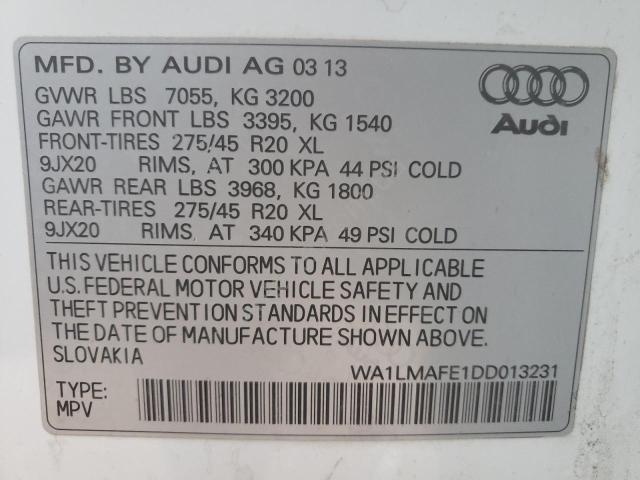 MFD. BY AUDI AG 03 13
GVWR LBS 7055, KG 3200
GAWR FRONT LBS 3395, KG 1540
FRONT-TIRES 275/45 R20 XL
9JX20 RIMS, AT 300 KPA 44 PSI COLD
GAWR REAR LBS 3968, KG 1800
REAR-TIRES 275/45 R20 XL
9JX20 RIMS, AT 340 KPA 49 PSI COLD
Audi
THIS VEHICLE CONFORMS TO ALL APPLICABLE
U.S. FEDERAL MOTOR VEHICLE SAFETY AND
THEFT PREVENTION STANDARDS IN EFFECT ON
THE DATE OF MANUFACTURE SHOWN ABOVE.
SLOVAKIA
WA1LMAFE1DD013231
TYPE:
MPV